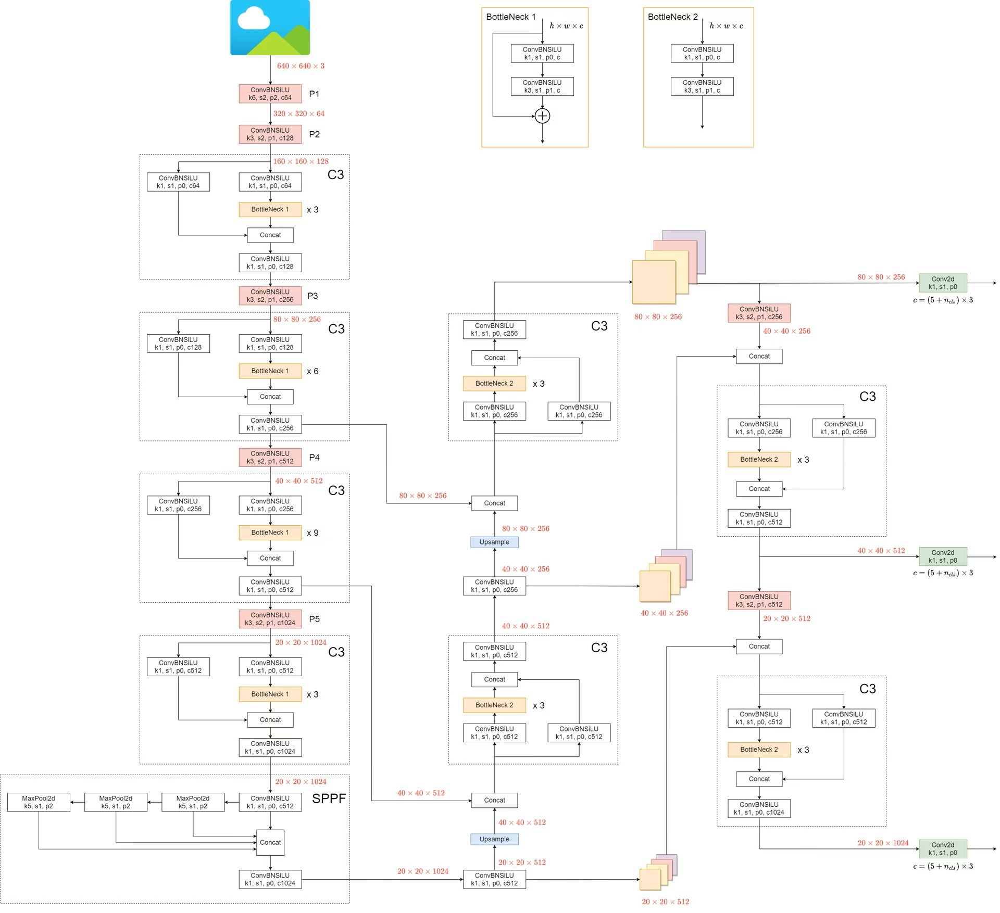 640 × 640 × 3
ConvBNSiLU
k6, s2, p2, c64
P1
320 × 320 × 64
ConvBNSiLU
k3, s2, p1, c128
P2
160 × 160 × 128
C3
ConvBNSiLU
k1, s1, p0, c64
ConvBNSiLU
k1, s1, p0, c64
BottleNeck 1
x 3
Concat
ConvBNSiLU
k1, s1, p0, c128
ConvBNSiLU
k3, s2, p1, c256
P3
80 × 80 × 256
C3
ConvBNSiLU
k1, s1, p0, c128
ConvBNSiLU
k1, s1, p0, c128
BottleNeck 1
x 6
Concat
ConvBNSiLU
k1, s1, p0, c256
ConvBNSiLU
k3, s2, p1, c512
P4
40 × 40 × 512
C3
ConvBNSiLU
k1, s1, p0, c256
ConvBNSiLU
k1, s1, p0, c256
BottleNeck 1
x 9
Concat
ConvBNSiLU
k1, s1, p0, c512
ConvBNSiLU
k3, s2, p1, c1024
P5
20 × 20 × 1024
C3
ConvBNSiLU
k1, s1, p0, c512
ConvBNSiLU
k1, s1, p0, c512
BottleNeck 1
x 3
Concat
ConvBNSiLU
k1, s1, p0, c1024
20 × 20 × 1024
SPPF
MaxPool2d
k5, s1, p2
MaxPool2d
k5, s1, p2
MaxPool2d
k5, s1, p2
ConvBNSiLU
k1, s1, p0, c512
Concat
ConvBNSiLU
k1, s1, p0, c1024
BottleNeck 1
h × w × c
ConvBNSiLU
k1, s1, p0, c
ConvBNSiLU
k3, s1, p1, c
BottleNeck 2
h × w × c
ConvBNSiLU
k1, s1, p0, c
ConvBNSiLU
k3, s1, p1, c
80 × 80 × 256
C3
ConvBNSiLU
k1, s1, p0, c256
Concat
BottleNeck 2
x 3
ConvBNSiLU
k1, s1, p0, c256
ConvBNSiLU
k1, s1, p0, c256
80 × 80 × 256
Concat
80 × 80 × 256
Upsample
40 × 40 × 256
ConvBNSiLU
k1, s1, p0, c256
40 × 40 × 256
40 × 40 × 512
C3
ConvBNSiLU
k1, s1, p0, c512
Concat
BottleNeck 2
x 3
ConvBNSiLU
k1, s1, p0, c512
ConvBNSiLU
k1, s1, p0, c512
40 × 40 × 512
Concat
40 × 40 × 512
Upsample
20 × 20 × 512
20 × 20 × 1024
ConvBNSiLU
k1, s1, p0, c512
20 × 20 × 512
80 × 80 × 256
Conv2d
k1, s1, p0
c = (5 + n_cls) × 3
ConvBNSiLU
k3, s2, p1, c256
40 × 40 × 256
Concat
C3
ConvBNSiLU
k1, s1, p0, c256
ConvBNSiLU
k1, s1, p0, c256
BottleNeck 2
x 3
Concat
ConvBNSiLU
k1, s1, p0, c512
40 × 40 × 512
Conv2d
k1, s1, p0
c = (5 + n_cls) × 3
ConvBNSiLU
k3, s2, p1, c512
20 × 20 × 512
Concat
C3
ConvBNSiLU
k1, s1, p0, c512
ConvBNSiLU
k1, s1, p0, c512
BottleNeck 2
x 3
Concat
ConvBNSiLU
k1, s1, p0, c1024
20 × 20 × 1024
Conv2d
k1, s1, p0
c = (5 + n_cls) × 3